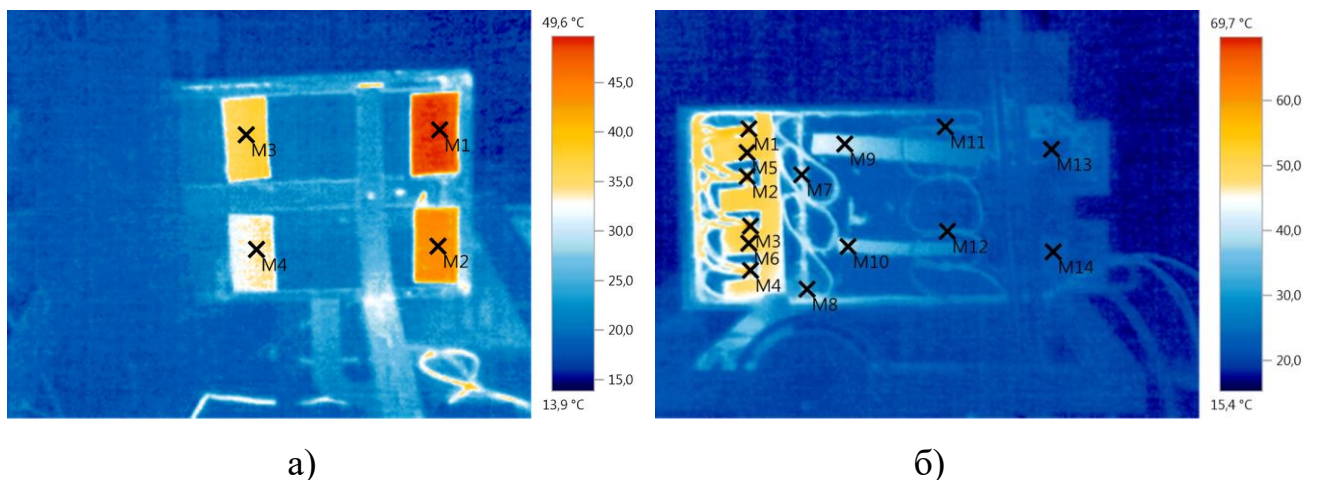 49,6 °C
45,0
40,0
35,0
30,0
25,0
20,0
15,0
13,9 °C
M3
M1
M4
M2
а)
69,7 °C
60,0
50,0
40,0
30,0
20,0
15,4 °C
M1
M5
M2
M3
M6
M4
M7
M8
M9
M10
M11
M12
M13
M14
б)